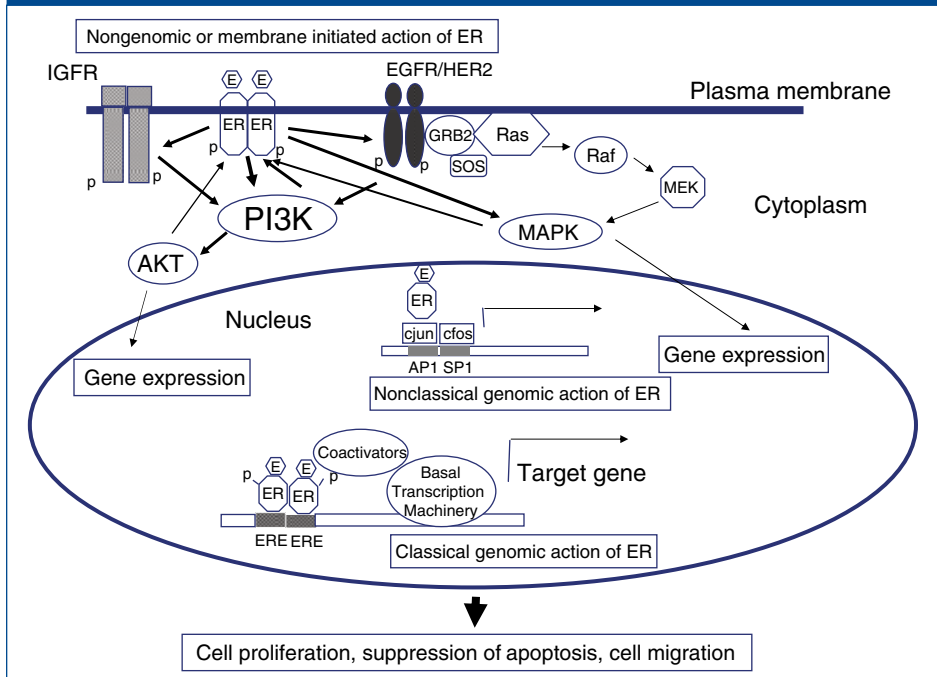 Nongenomic or membrane initiated action of ER
IGFR
E E
EGFR/HER2
Plasma membrane
ER ER
GRB2
Ras
p p
p p
p p
SOS
Raf
MEK
Cytoplasm
PI3K
MAPK
AKT
E
ER
Nucleus
cjun cfos
AP1 SP1
Gene expression
Gene expression
Nonclassical genomic action of ER
Coactivators
E E
p p
ER ER
Basal
Transcription
Machinery
Target gene
ERE ERE
Classical genomic action of ER
Cell proliferation, suppression of apoptosis, cell migration